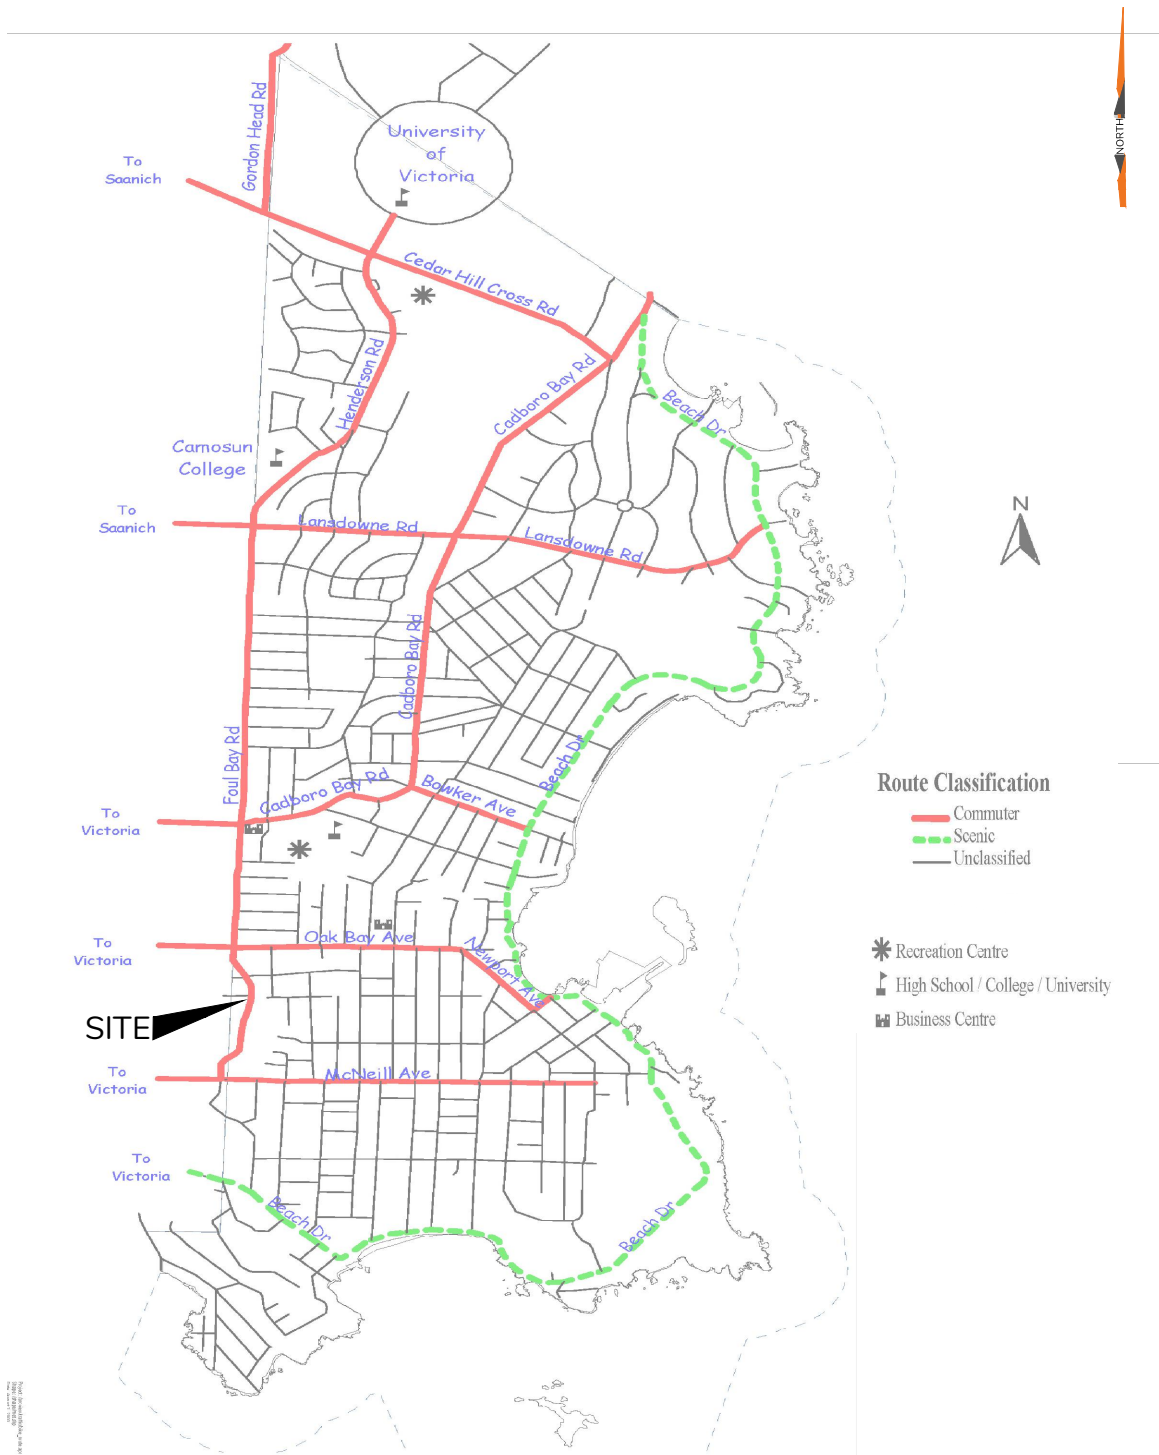 NORTH
Gordon Head Rd
University
of
Victoria
To
Saanich
Cedar Hill Cross Rd
Henderson Rd
Cadboro Bay Rd
Beach Dr
Camosun
College
To
Saanich
Lansdowne Rd
Lansdowne Rd
N
Cadboro Bay Rd
Foul Bay Rd
Beach Dr
Cadboro Bay Rd
Bowker Ave
To
Victoria
Route Classification
Commuter
Scenic
Unclassified
Oak Bay Ave
Newport Ave
To
Victoria
Recreation Centre
High School / College / University
Business Centre
SITE
McNeill Ave
To
Victoria
To
Victoria
Beach Dr
Beach Dr